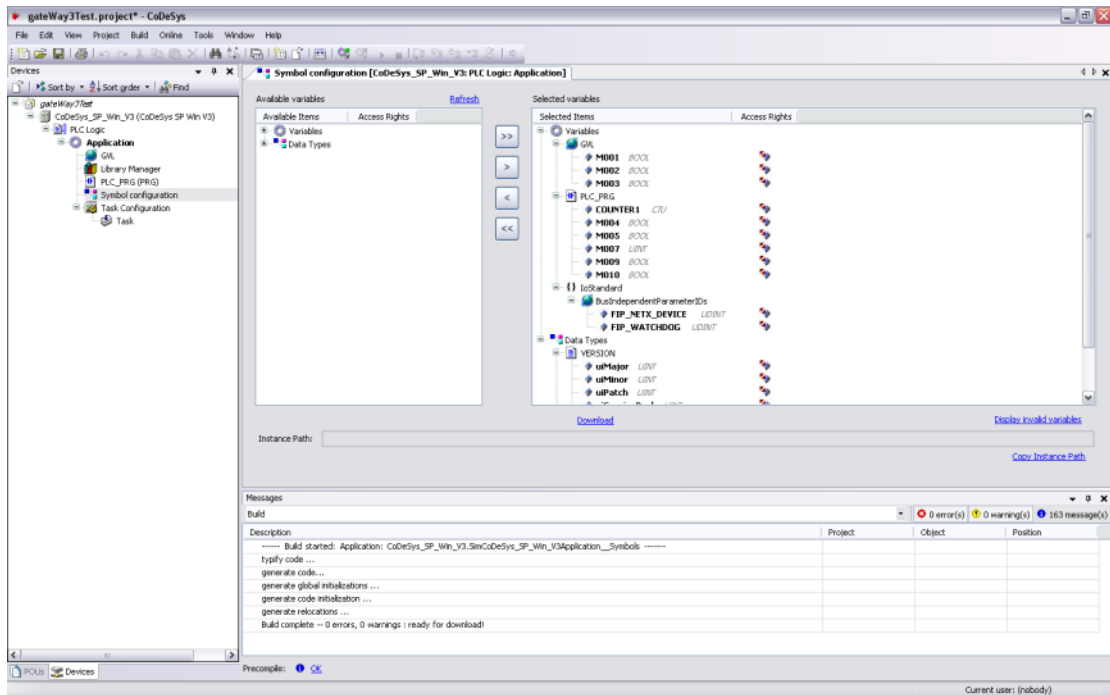 gateWay3Test.project* - CoDeSys
File Edit View Project Build Online Tools Window Help
Devices
Sort by Sort order Find
gateWay3Test
CoDeSys_SP_Win_V3 (CoDeSys SP Win V3)
PLC Logic
Application
GVL
Library Manager
PLC_PRG (PRG)
Symbol configuration
Task Configuration
Task
POUs Devices
Symbol configuration [CoDeSys_SP_Win_V3: PLC Logic: Application]
Available variables Refresh
Available Items Access Rights
Variables
Data Types
>>
>
<
<<
Selected variables
Selected Items Access Rights
Variables
GVL
M001 BOOL
M002 BOOL
M003 BOOL
PLC_PRG
COUNTER1 CTU
M004 BOOL
M005 BOOL
M007 UINT
M009 BOOL
M010 BOOL
IoStandard
BusIndependentParameterIDs
FIP_NETX_DEVICE UDINT
FIP_WATCHDOG UDINT
Data Types
VERSION
uiMajor UINT
uiMinor UINT
uiPatch UINT
Download Display invalid variables
Instance Path:
Copy Instance Path
Messages
Build 0 error(s) 0 warning(s) 163 message(s)
Description Project Object Position
------ Build started: Application: CoDeSys_SP_Win_V3.SimCoDeSys_SP_Win_V3Application__Symbols -------
typify code ...
generate code...
generate global initializations ...
generate code initialization ...
generate relocations ...
Build complete -- 0 errors, 0 warnings : ready for download!
Precompile: OK
Current user: (nobody)